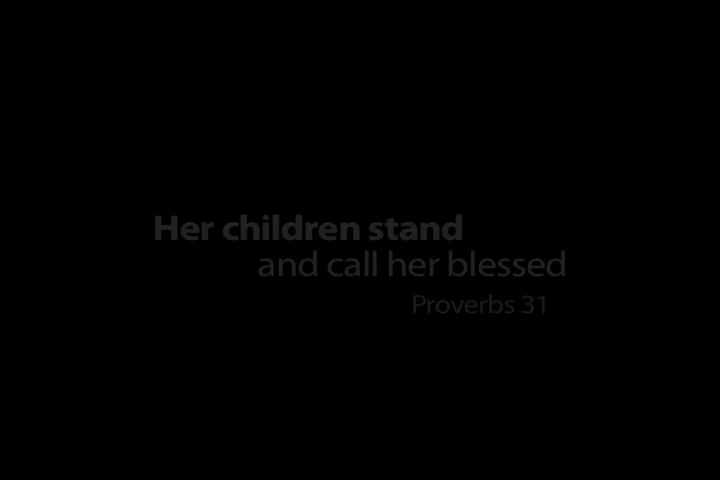 Her children stand
and call her blessed
Proverbs 31